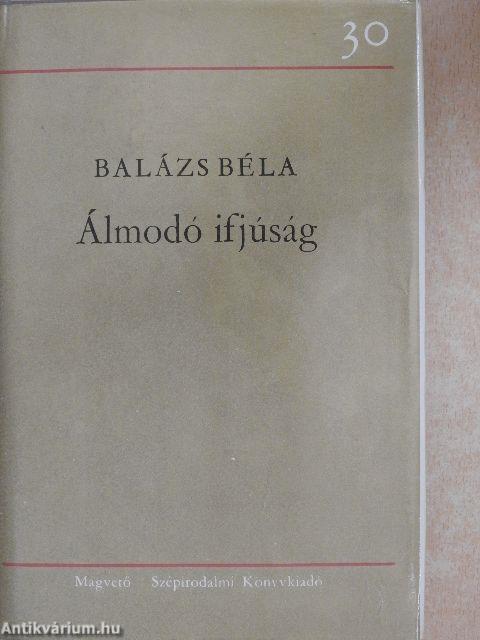 30
BALÁZS BÉLA
Álmodó ifjúság
Magvető Szépirodalmi Könyvkiadó
Antikvárium.hu